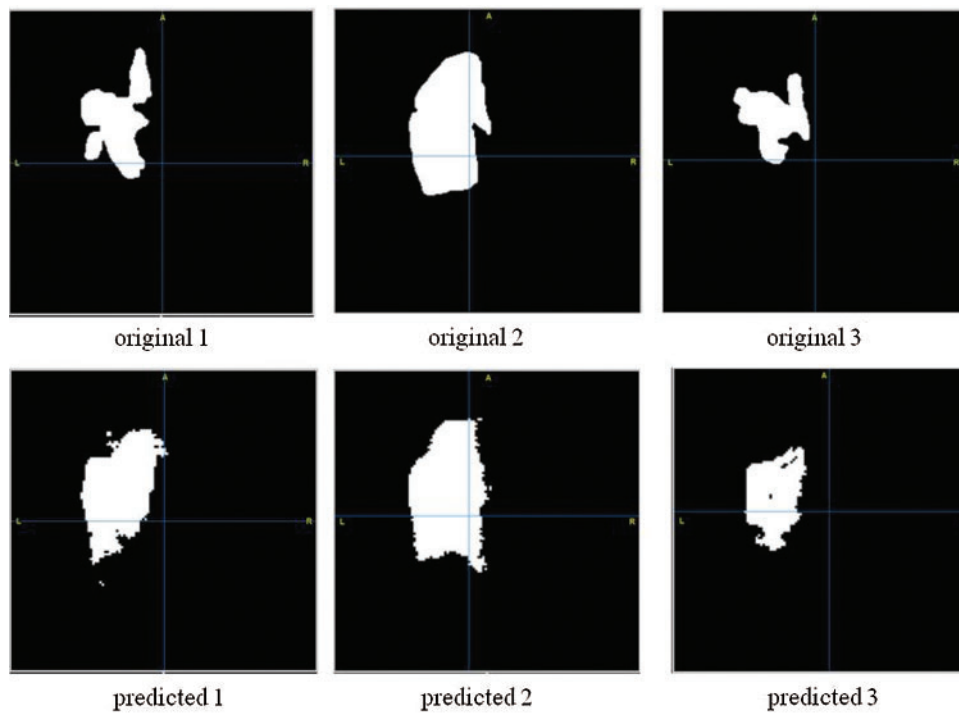 A A A
L R L R L R
original 1 original 2 original 3
A A A
L R L R L
predicted 1 predicted 2 predicted 3